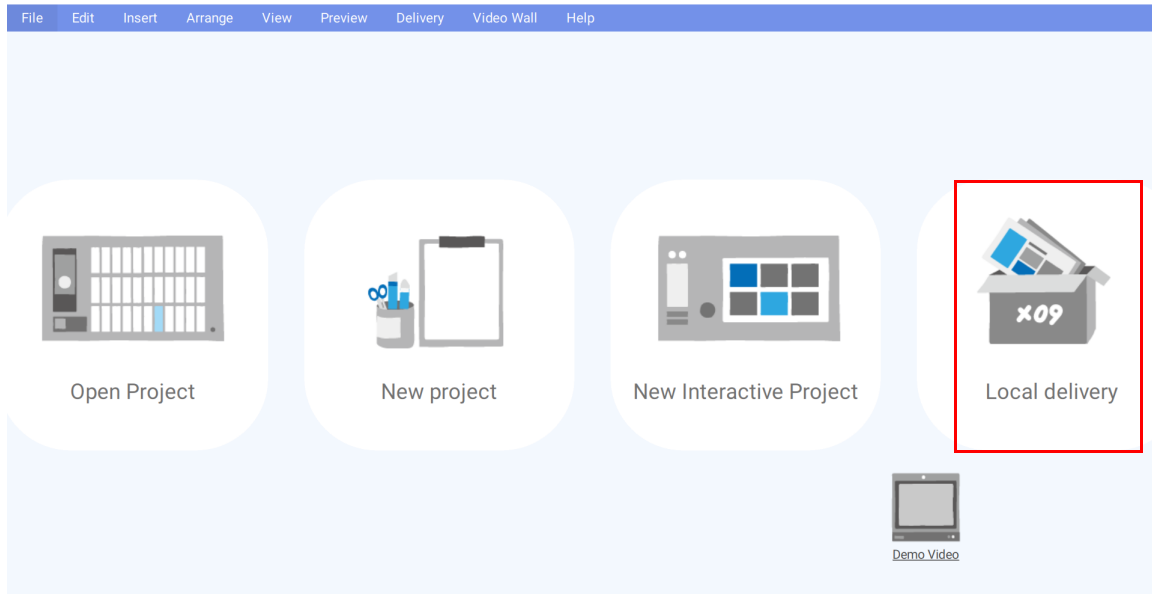 File Edit Insert Arrange View Preview Delivery Video Wall Help
x09
Open Project New project New Interactive Project Local delivery
Demo Video